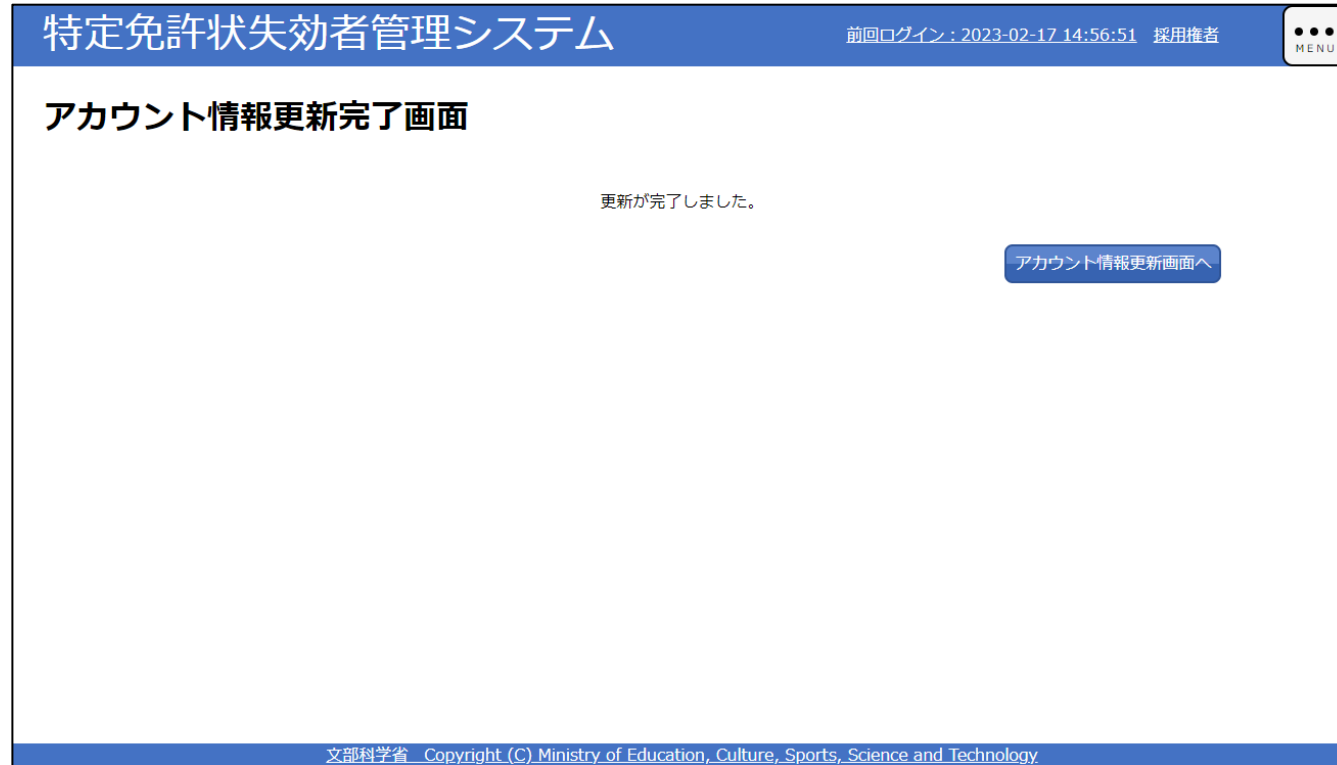 特定免許状失効者管理システム
前回ログイン：2023-02-17 14:56:51 採用権者
MENU
アカウント情報更新完了画面
更新が完了しました。
アカウント情報更新画面へ
文部科学省 Copyright (C) Ministry of Education, Culture, Sports, Science and Technology